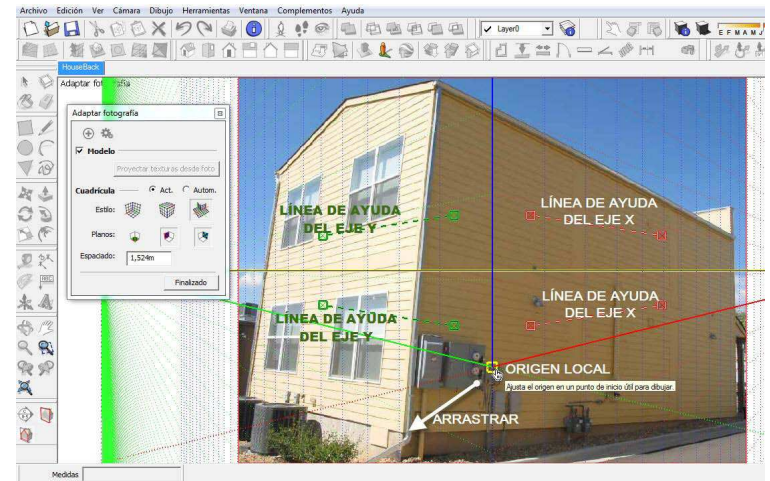 Archivo Edición Ver Cámara Dibujo Herramientas Ventana Complementos Ayuda
Layer0
E F M A M J
HouseBack
Adaptar fotografía
Adaptar fotografía
Modelo
Proyectar texturas desde foto
Cuadrícula Act. Autom.
Estilo:
Planos:
Espaciado: 1,524m
Finalizado
LÍNEA DE AYUDA
DEL EJE Y
LÍNEA DE AYUDA
DEL EJE X
LÍNEA DE AYUDA
DEL EJE Y
LÍNEA DE AYUDA
DEL EJE X
ORIGEN LOCAL
Ajusta el origen en un punto de inicio útil para dibujar.
ARRASTRAR
Medidas